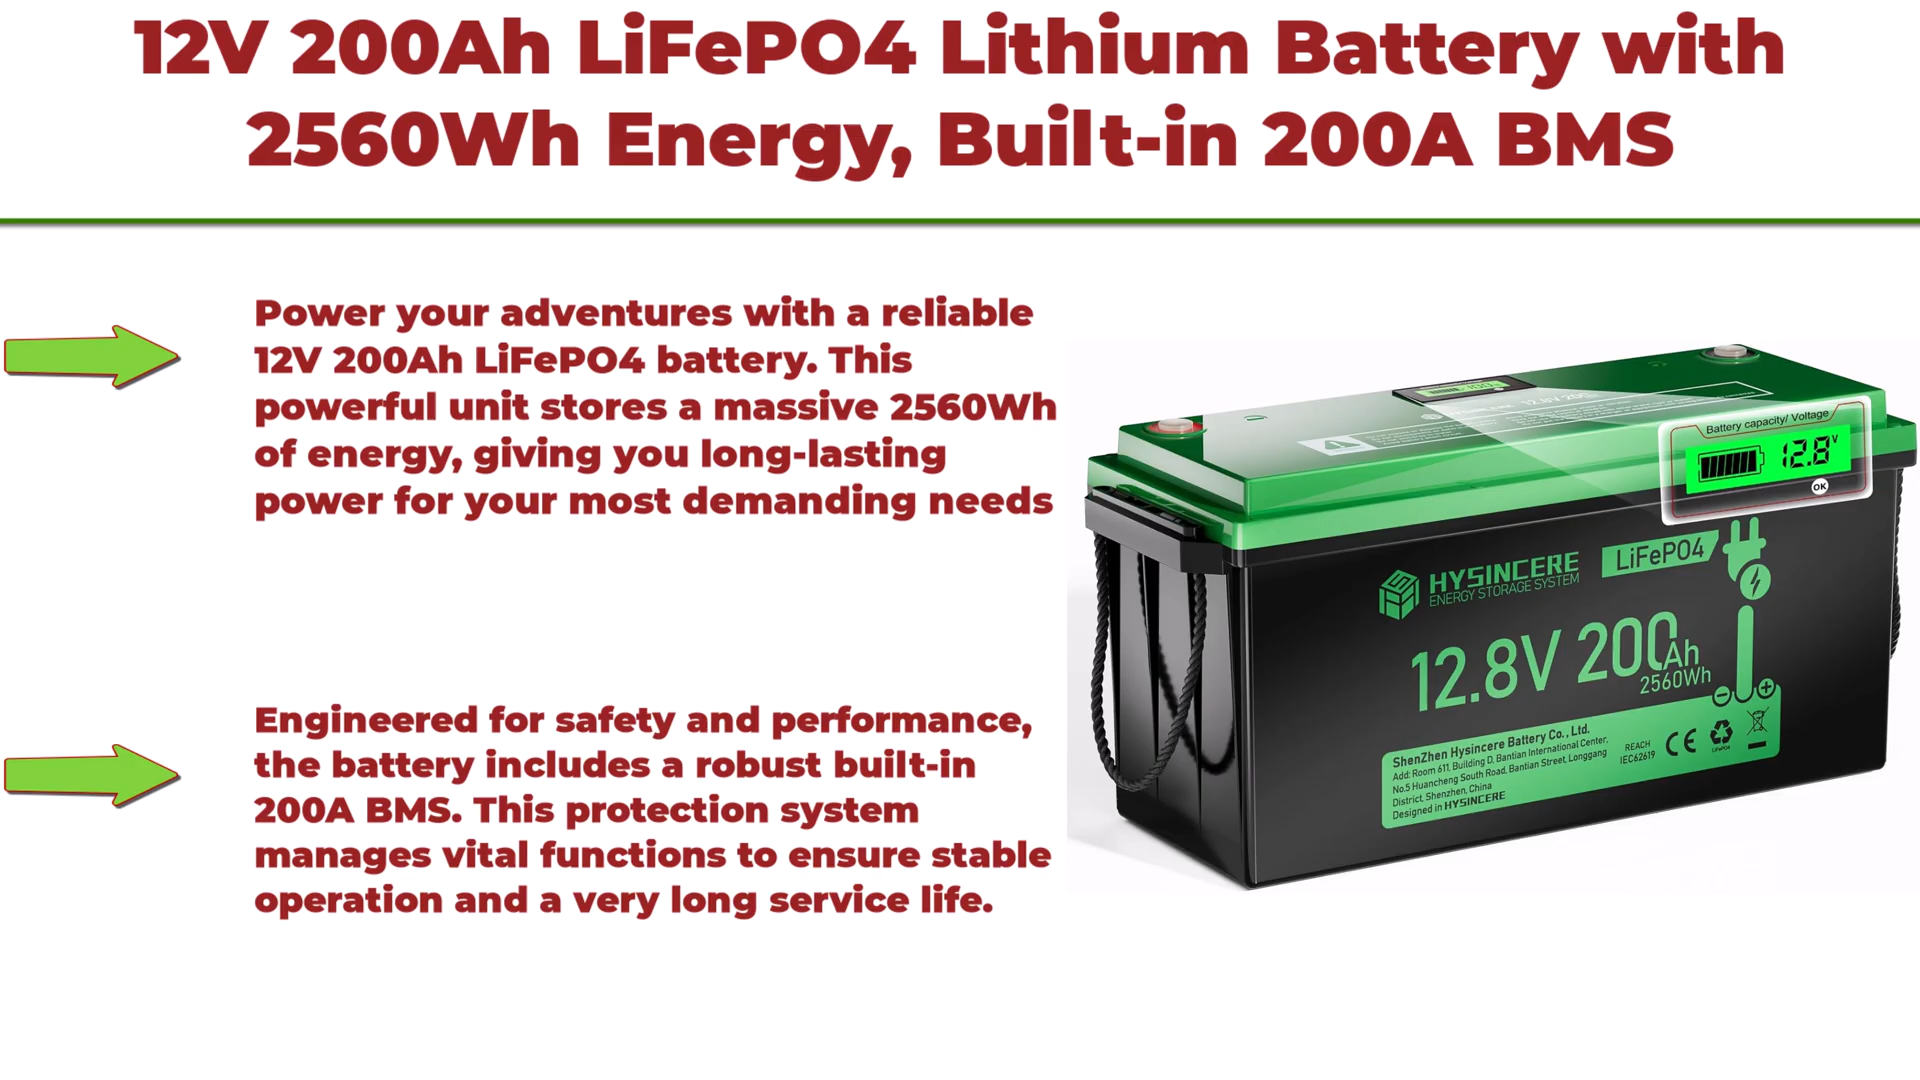 12V 200Ah LiFePO4 Lithium Battery with
2560Wh Energy, Built-in 200A BMS
Power your adventures with a reliable
12V 200Ah LiFePO4 battery. This
powerful unit stores a massive 2560Wh
of energy, giving you long-lasting
power for your most demanding needs
Engineered for safety and performance,
the battery includes a robust built-in
200A BMS. This protection system
manages vital functions to ensure stable
operation and a very long service life.
Battery capacity/ Voltage
12.8V
OK
HYSINCERE
ENERGY STORAGE SYSTEM
LiFePO4
12.8V 200Ah
2560Wh
ShenZhen Hysincere Battery Co., Ltd.
Add: Room 611, Building D, Bantian International Center,
No.5 Huancheng South Road, Bantian Street, Longgang
District, Shenzhen, China
Designed in HYSINCERE
REACH
IEC62619
CE
LiFePO4